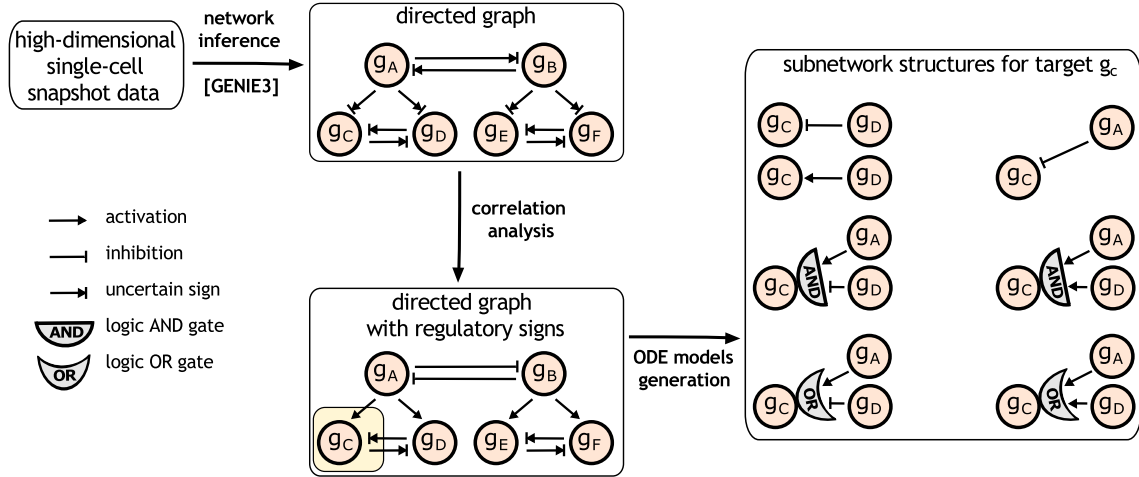 high-dimensional
single-cell
snapshot data
network
inference
[GENIE3]
directed graph
gA
gB
gC
gD
gE
gF
activation
inhibition
uncertain sign
AND
logic AND gate
OR
logic OR gate
correlation
analysis
directed graph
with regulatory signs
gA
gB
gC
gD
gE
gF
ODE models
generation
subnetwork structures for target gc
gC
gD
gA
gC
gD
gC
gA
gC
AND
gD
gA
gC
AND
gD
gA
gC
OR
gD
gA
gC
OR
gD